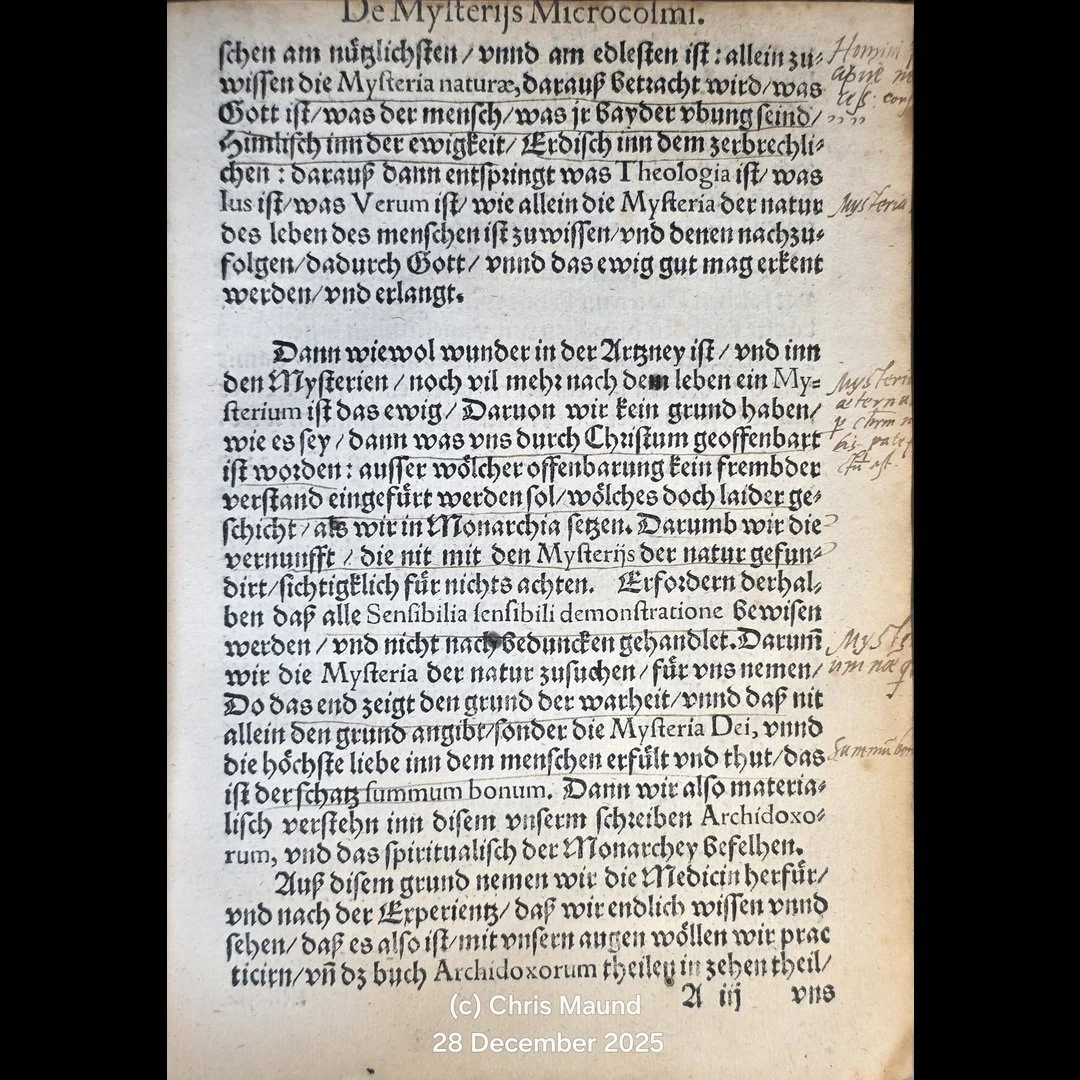 De Mysterijs Microcosmi.
schen am nützlichsten / vnnd am edlesten ist : allein zu⸗
wissen die Mysteria naturæ, darauß betracht wird / was
Gott ist / was der mensch / was jr bayder vbung seind /
Himlisch inn der ewigkeit / Erdisch inn dem zerbrechli⸗
chen : darauß dann entspringt was Theologia ist / was
Ius ist / was Verum ist / wie allein die Mysteria der natur
des leben des menschen ist zuwissen / vnd denen nachzu⸗
folgen / dadurch Gott / vnnd das ewig gut mag erkent
werden / vnd erlangt.
Dann wiewol wunder in der Artzney ist / vnd inn
den Mysterien / noch vil mehr nach dem leben ein My⸗
sterium ist das ewig / Daruon wir kein grund haben /
wie es sey / dann was vns durch Christum geoffenbart
ist worden : ausser wölcher offenbarung kein frembder
verstand eingefürt werden sol / wölches doch laider ge⸗
schicht / als wir in Monarchia setzen. Darumb wir die
vernunfft / die nit mit den Mysterijs der natur gefun⸗
dirt / sichtigklich für nichts achten. Erfordern derhal⸗
ben daß alle Sensibilia sensibili demonstratione bewisen
werden / vnd nicht nach beduncken gehandlet. Darum̃
wir die Mysteria der natur zusuchen / für vns nemen /
Do das end zeigt den grund der warheit / vnnd daß nit
allein den grund angibt / sonder die Mysteria Dei, vnnd
die höchste liebe inn dem menschen erfült vnd thut / das
ist der schatz summum bonum. Dann wir also materia⸗
lisch verstehn inn disem vnserm schreiben Archidoxo⸗
rum, vnd das spiritualisch der Monarchey befelhen.
Auß disem grund nemen wir die Medicin herfür /
vnd nach der Experientz / daß wir endlich wissen vnnd
sehen / daß es also ist / mit vnsern augen wöllen wir prac
ticirn / vñ dz buch Archidoxorum theilen in zehen theil /
A iij vns
Mysteria
(c) Chris Maund
28 December 2025